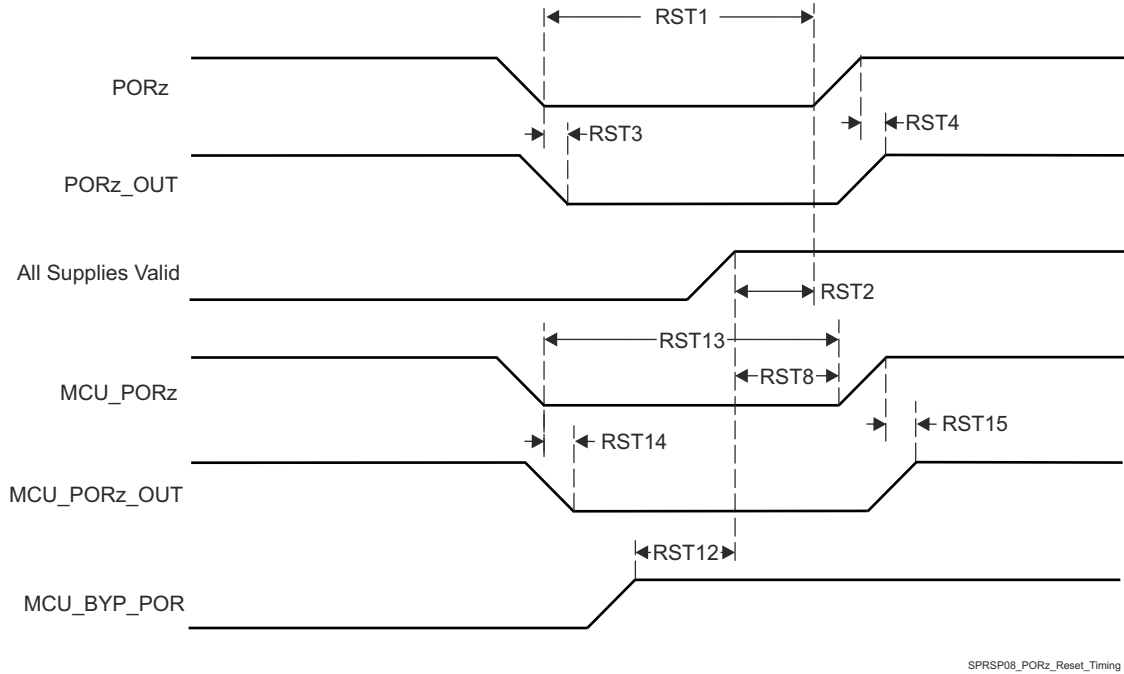 RST1
PORz
RST3
RST4
PORz_OUT
All Supplies Valid
RST2
RST13
RST8
MCU_PORz
RST14
RST15
MCU_PORz_OUT
RST12
MCU_BYP_POR
SPRSP08_PORz_Reset_Timing